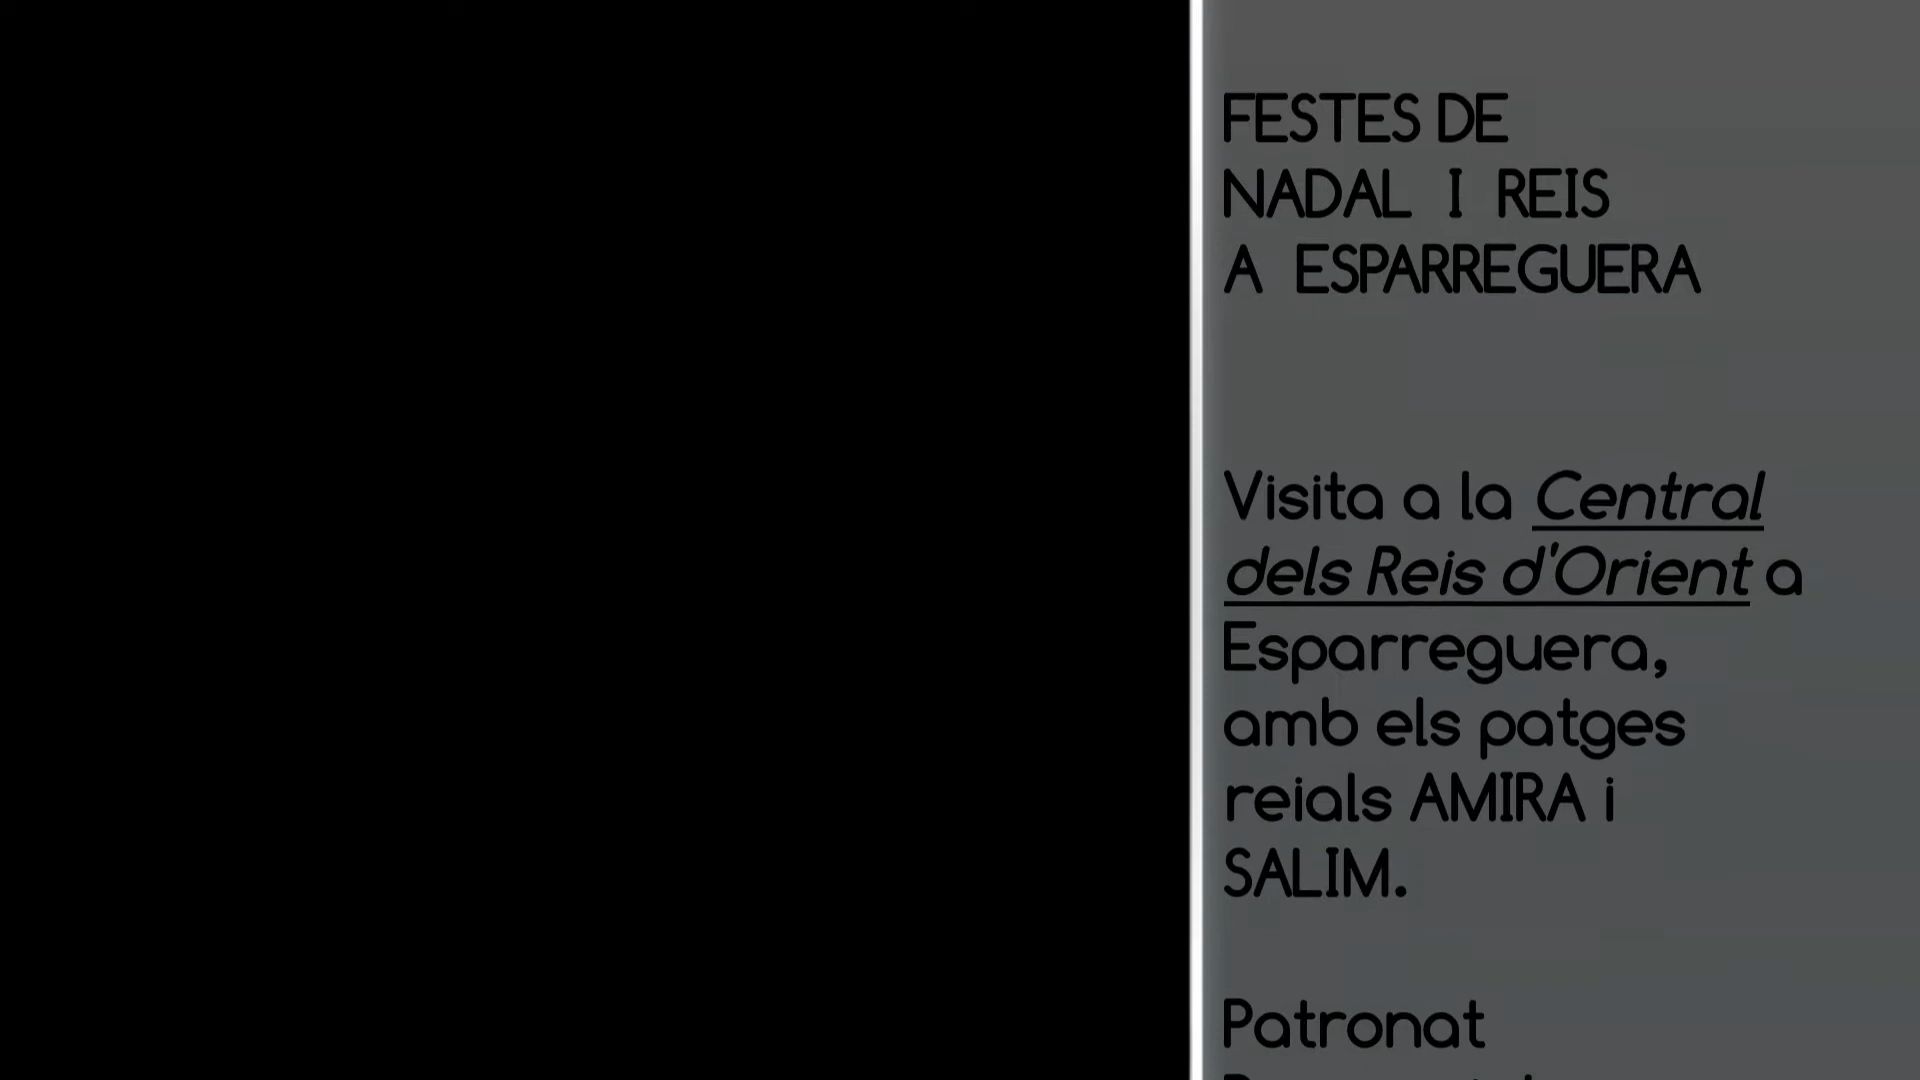 FESTES DE
NADAL I REIS
A ESPARREGUERA
Visita a la Central
dels Reis d'Orient a
Esparreguera,
amb els patges
reials AMIRA i
SALIM.
Patronat